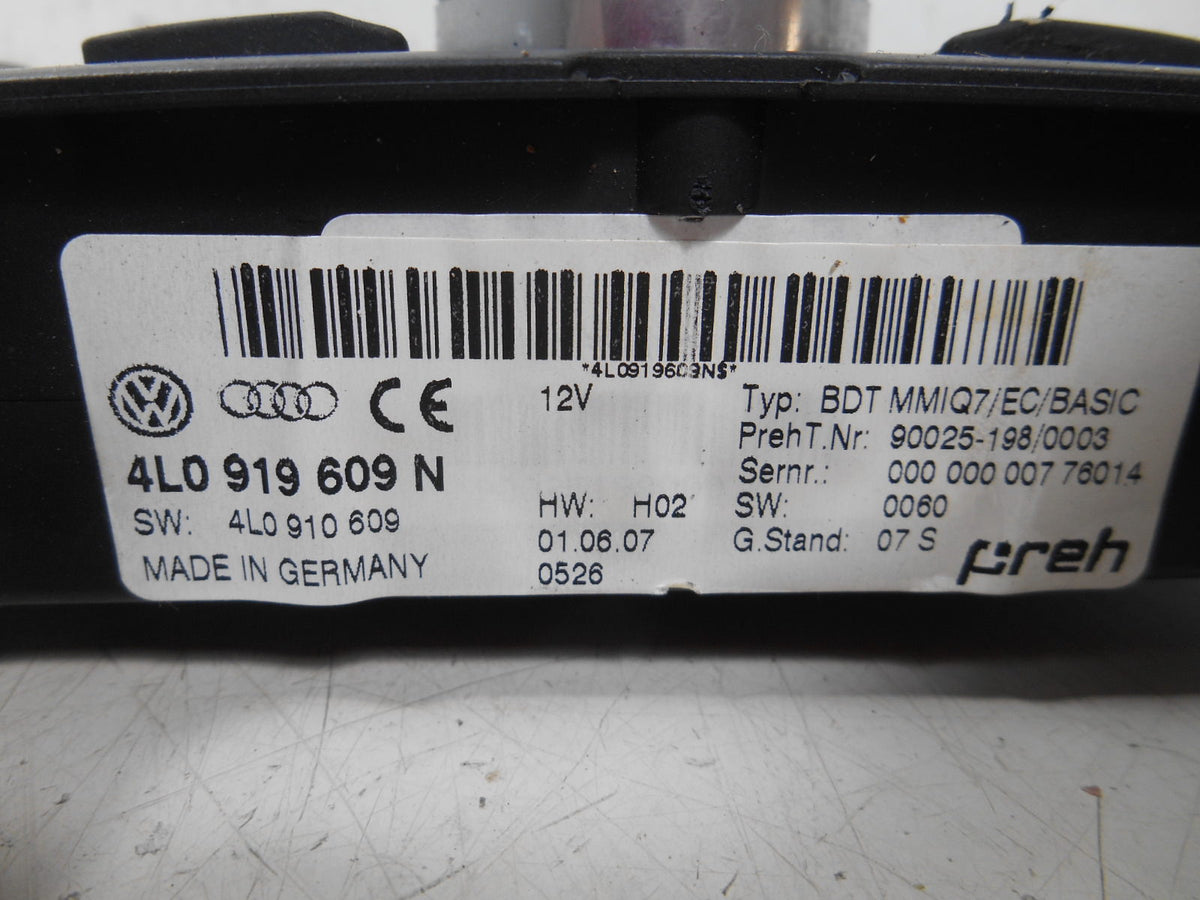 *4L0919609NS*
VW
CE
12V
Typ: BDT MMIQ7/EC/BASIC
PrehT.Nr: 90025-198/0003
4L0 919 609 N
Sernr.: 000 000 007 76014
SW: 4L0 910 609
HW: H02
SW: 0060
01.06.07
G.Stand: 07 S
MADE IN GERMANY
0526
preh